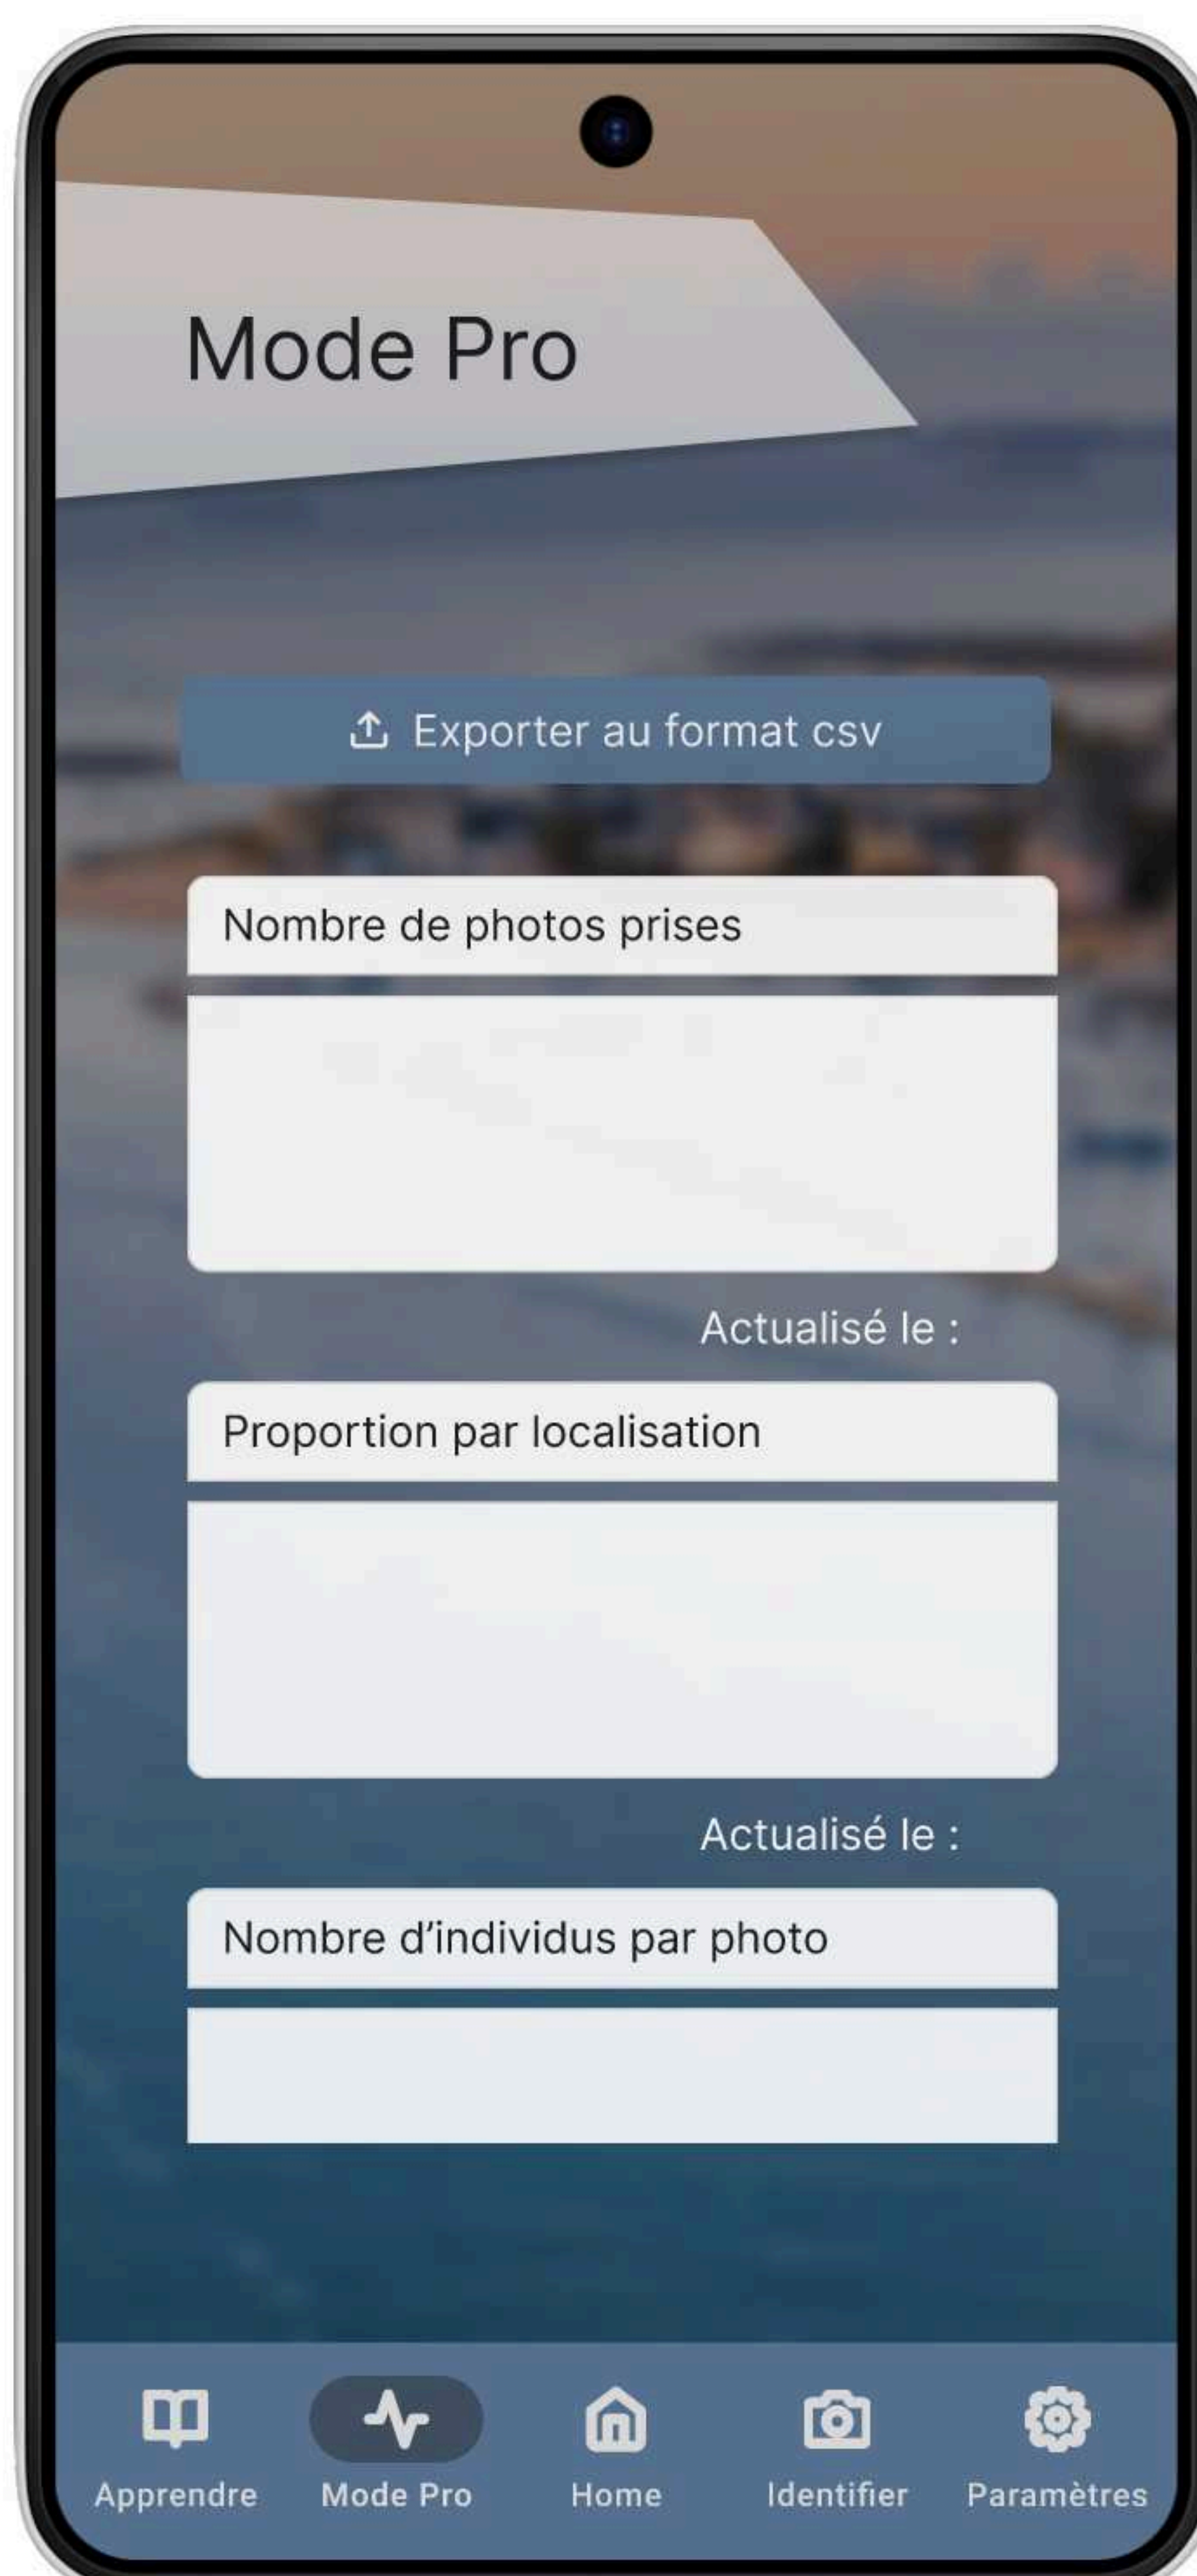 Mode Pro
Exporter au format csv
Nombre de photos prises
Actualisé le :
Proportion par localisation
Actualisé le :
Nombre d’individus par photo
Apprendre Mode Pro Home Identifier Paramètres